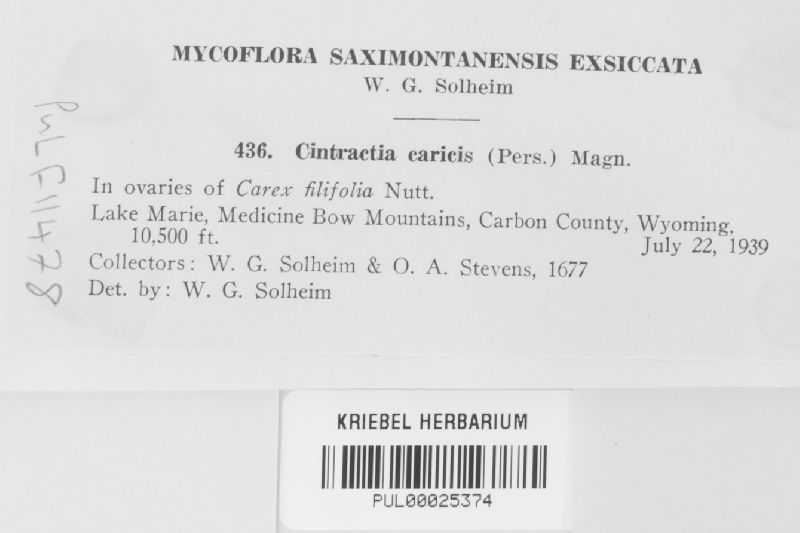 MYCOFLORA SAXIMONTANENSIS EXSICCATA
W. G. Solheim
436. Cintractia caricis (Pers.) Magn.
In ovaries of Carex filifolia Nutt.
Lake Marie, Medicine Bow Mountains, Carbon County, Wyoming,
10,500 ft. July 22, 1939
Collectors: W. G. Solheim & O. A. Stevens, 1677
Det. by: W. G. Solheim
PUL F11478
KRIEBEL HERBARIUM
PUL00025374